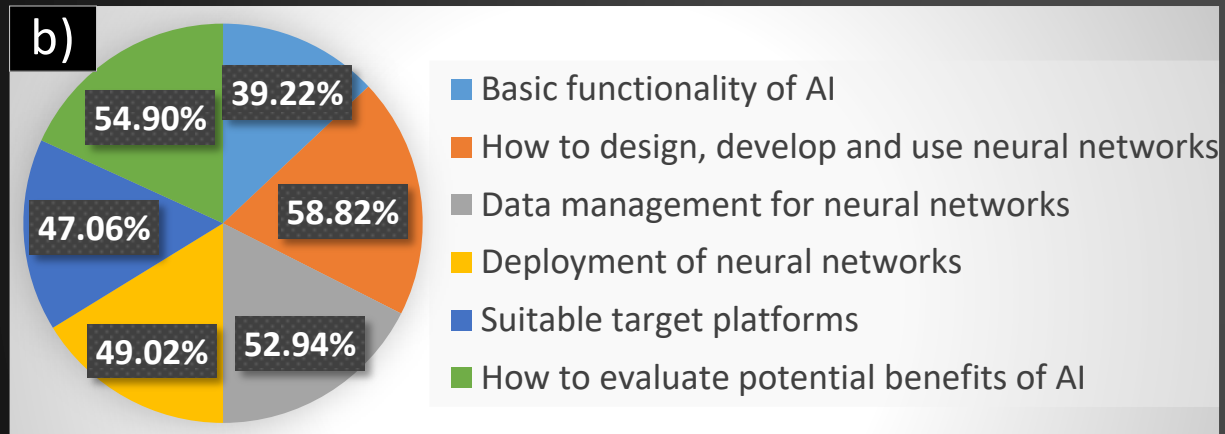 b)
39.22%
54.90%
58.82%
47.06%
52.94%
49.02%
Basic functionality of AI
How to design, develop and use neural networks
Data management for neural networks
Deployment of neural networks
Suitable target platforms
How to evaluate potential benefits of AI